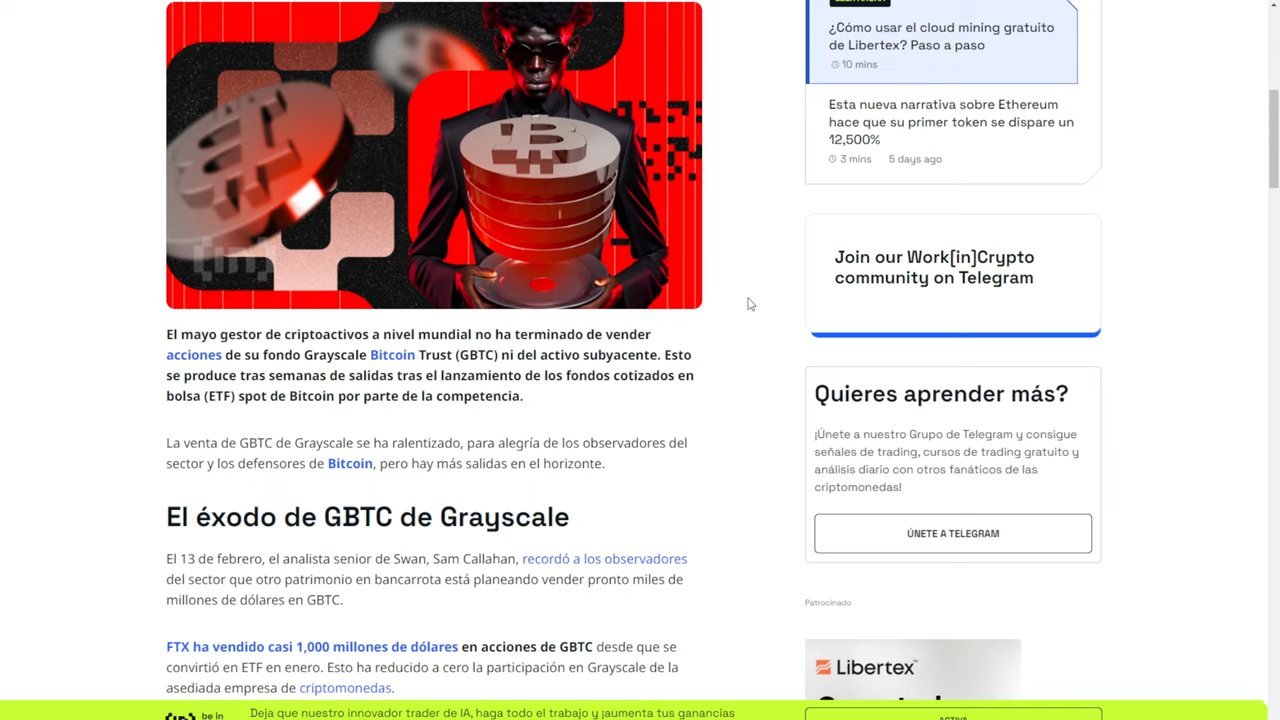 ¿Cómo usar el cloud mining gratuito
de Libertex? Paso a paso
10 mins
Esta nueva narrativa sobre Ethereum
hace que su primer token se dispare un
12,500%
3 mins 5 days ago
Join our Work[in]Crypto
community on Telegram
El mayo gestor de criptoactivos a nivel mundial no ha terminado de vender
acciones de su fondo Grayscale Bitcoin Trust (GBTC) ni del activo subyacente. Esto
se produce tras semanas de salidas tras el lanzamiento de los fondos cotizados en
bolsa (ETF) spot de Bitcoin por parte de la competencia.
La venta de GBTC de Grayscale se ha ralentizado, para alegría de los observadores del
sector y los defensores de Bitcoin, pero hay más salidas en el horizonte.
El éxodo de GBTC de Grayscale
El 13 de febrero, el analista senior de Swan, Sam Callahan, recordó a los observadores
del sector que otro patrimonio en bancarrota está planeando vender pronto miles de
millones de dólares en GBTC.
FTX ha vendido casi 1,000 millones de dólares en acciones de GBTC desde que se
convirtió en ETF en enero. Esto ha reducido a cero la participación en Grayscale de la
asediada empresa de criptomonedas.
Quieres aprender más?
¡Únete a nuestro Grupo de Telegram y consigue
señales de trading, cursos de trading gratuito y
análisis diario con otros fanáticos de las
criptomonedas!
ÚNETE A TELEGRAM
Patrocinado
Libertex
be in
Deja que nuestro innovador trader de IA, haga todo el trabajo y ¡aumenta tus ganancias